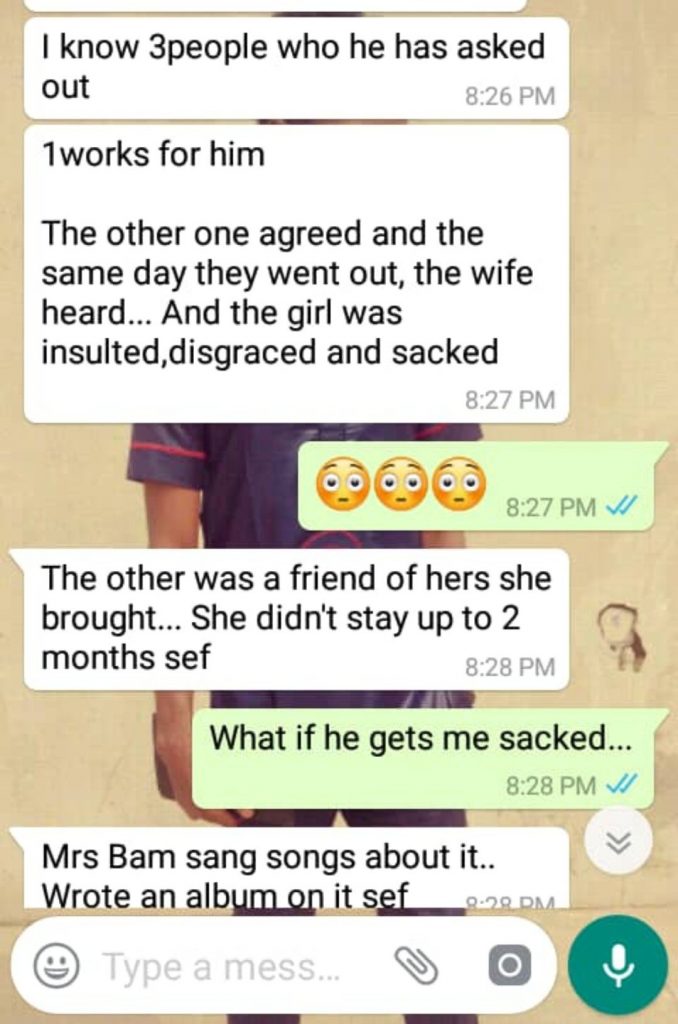 I know 3people who he has asked
out
8:26 PM
1works for him
The other one agreed and the
same day they went out, the wife
heard... And the girl was
insulted,disgraced and sacked
8:27 PM
😳😳😳
8:27 PM
The other was a friend of hers she
brought... She didn't stay up to 2
months sef
8:28 PM
What if he gets me sacked...
8:28 PM
Mrs Bam sang songs about it..
Wrote an album on it sef
8:28 PM
Type a mess...